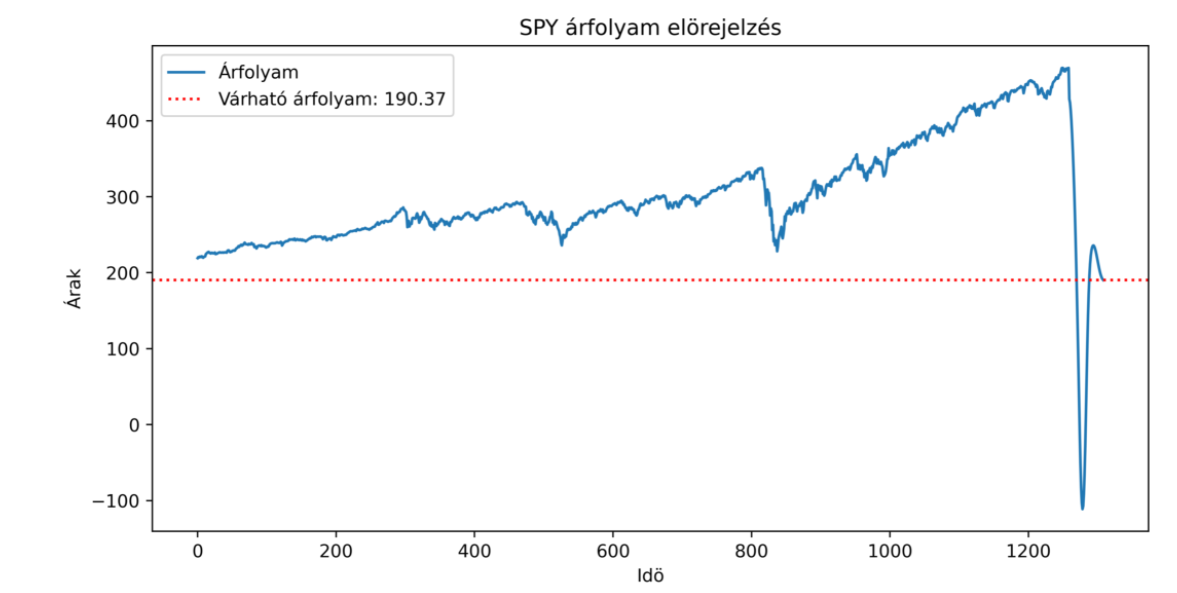 SPY árfolyam elörejelzés
Árfolyam
Várható árfolyam: 190.37
Árak
400
300
200
100
0
−100
0 200 400 600 800 1000 1200
Idö